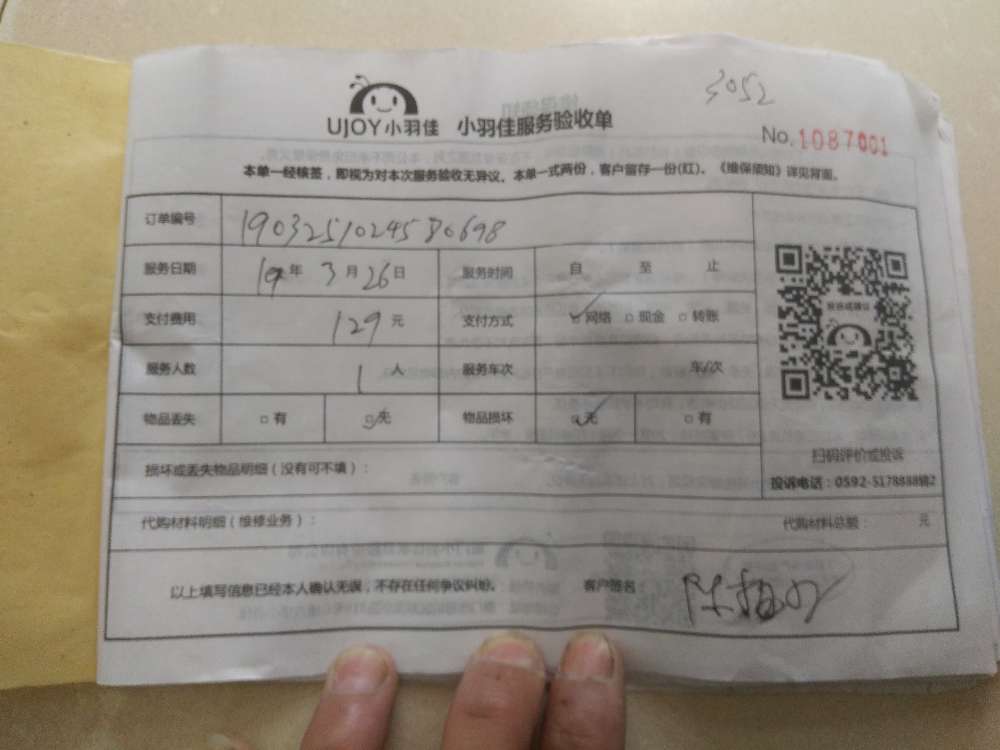 3052
UJOY小羽佳 小羽佳服务验收单
No.1087001
本单一经核签，即视为对本次服务验收无异议。本单一式两份，客户留存一份(红)。《维保须知》详见背面。
订单编号 190325102458 0698
服务日期 19年 3月 26日 服务时间 自 至 止
支付费用 129元 支付方式 网络 现金 转账
服务人数 1人 服务车次 车/次
物品丢失 有 无 物品损坏 无 有
扫码评价或投诉
投诉电话：0592-5178888转2
损坏或丢失物品明细（没有可不填）：
代购材料明细（维修业务）： 代购材料总额： 元
以上填写信息已经本人确认无误，不存在任何争议纠纷。 客户签名：